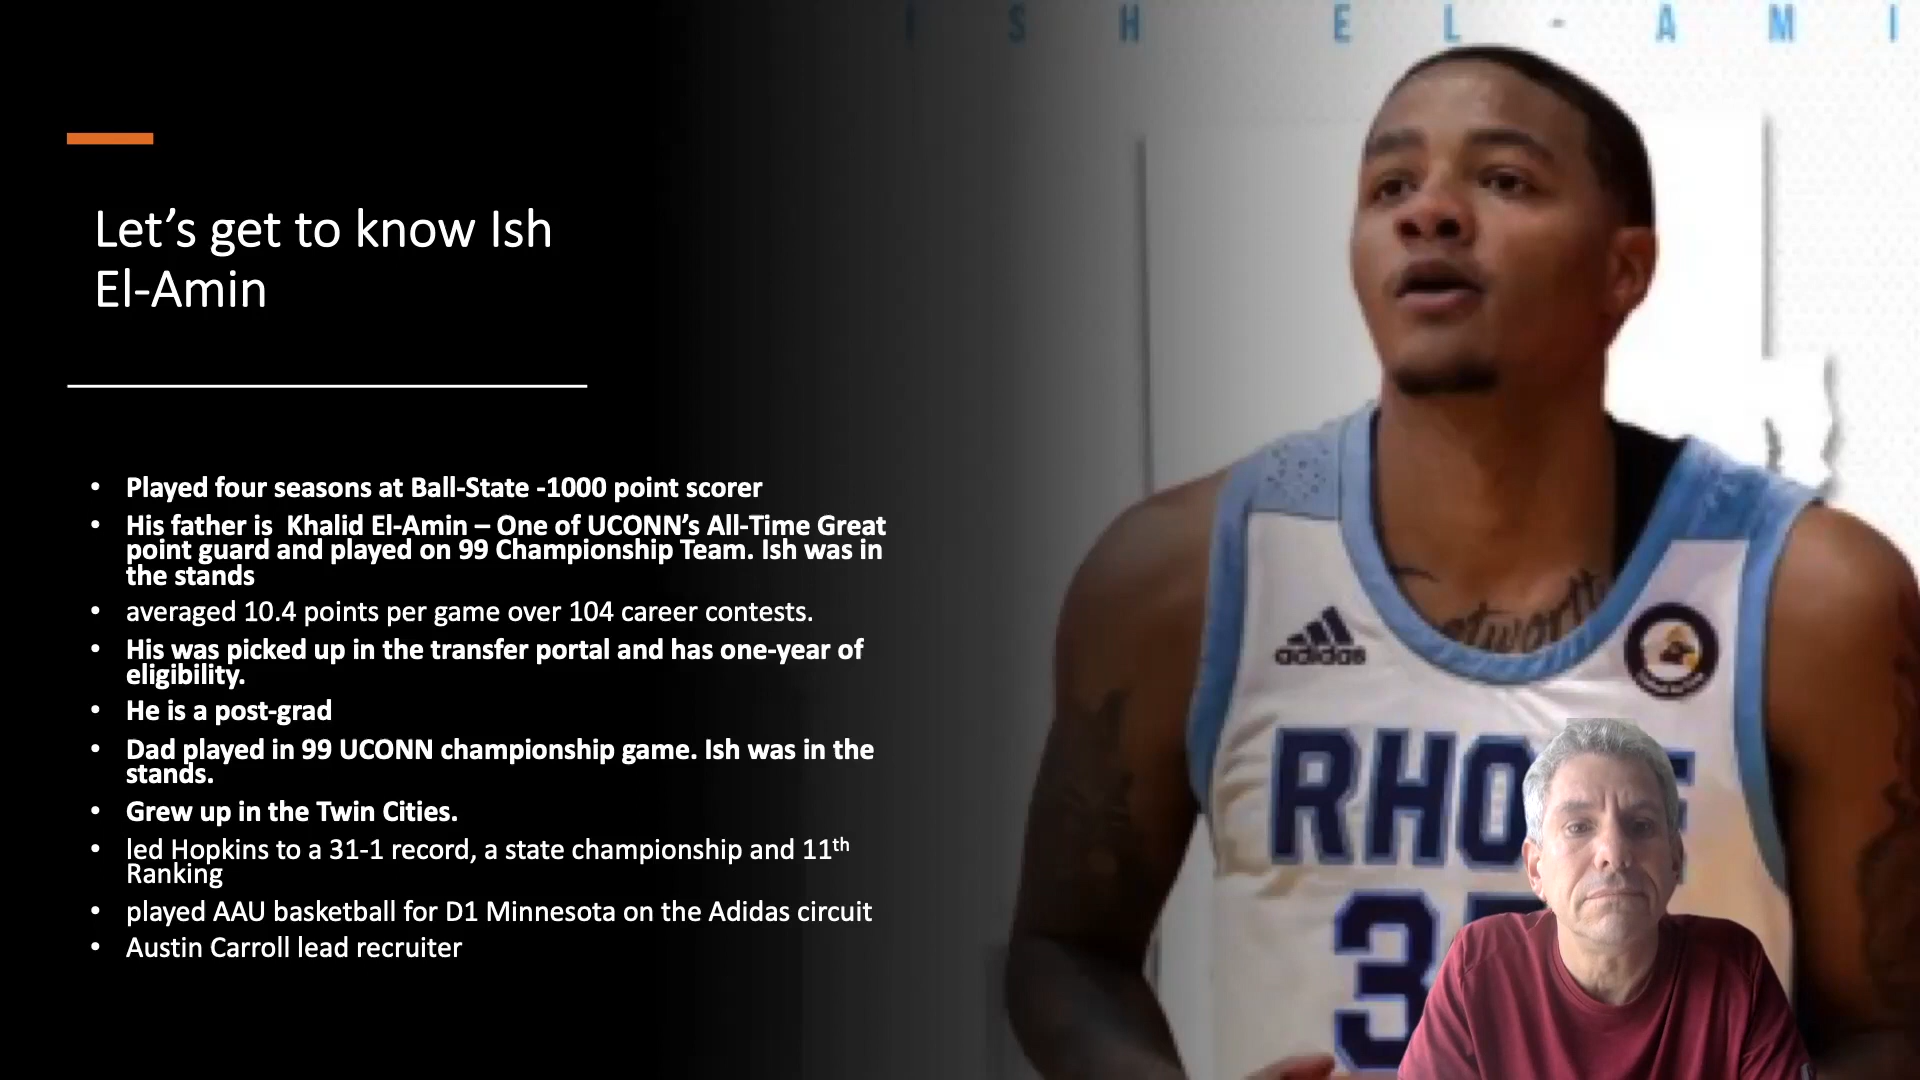 ISH EL-AMI
Let's get to know Ish
El-Amin
• Played four seasons at Ball-State -1000 point scorer
• His father is Khalid El-Amin – One of UCONN's All-Time Great
point guard and played on 99 Championship Team. Ish was in
the stands
• averaged 10.4 points per game over 104 career contests.
• His was picked up in the transfer portal and has one-year of
eligibility.
• He is a post-grad
• Dad played in 99 UCONN championship game. Ish was in the
stands.
• Grew up in the Twin Cities.
• led Hopkins to a 31-1 record, a state championship and 11th
Ranking
• played AAU basketball for D1 Minnesota on the Adidas circuit
• Austin Carroll lead recruiter
adidas
RHO
3